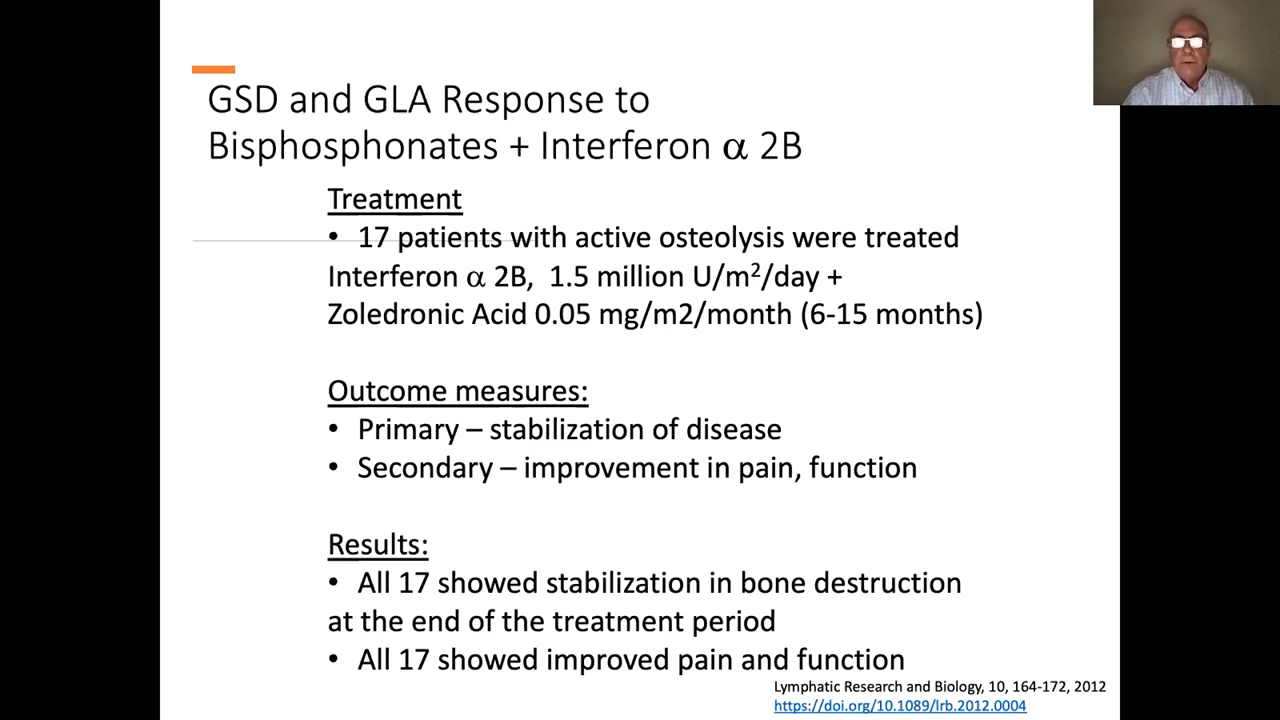 GSD and GLA Response to
Bisphosphonates + Interferon α 2B
Treatment
• 17 patients with active osteolysis were treated
Interferon α 2B, 1.5 million U/m²/day +
Zoledronic Acid 0.05 mg/m2/month (6-15 months)
Outcome measures:
• Primary – stabilization of disease
• Secondary – improvement in pain, function
Results:
• All 17 showed stabilization in bone destruction
at the end of the treatment period
• All 17 showed improved pain and function
Lymphatic Research and Biology, 10, 164-172, 2012
https://doi.org/10.1089/lrb.2012.0004